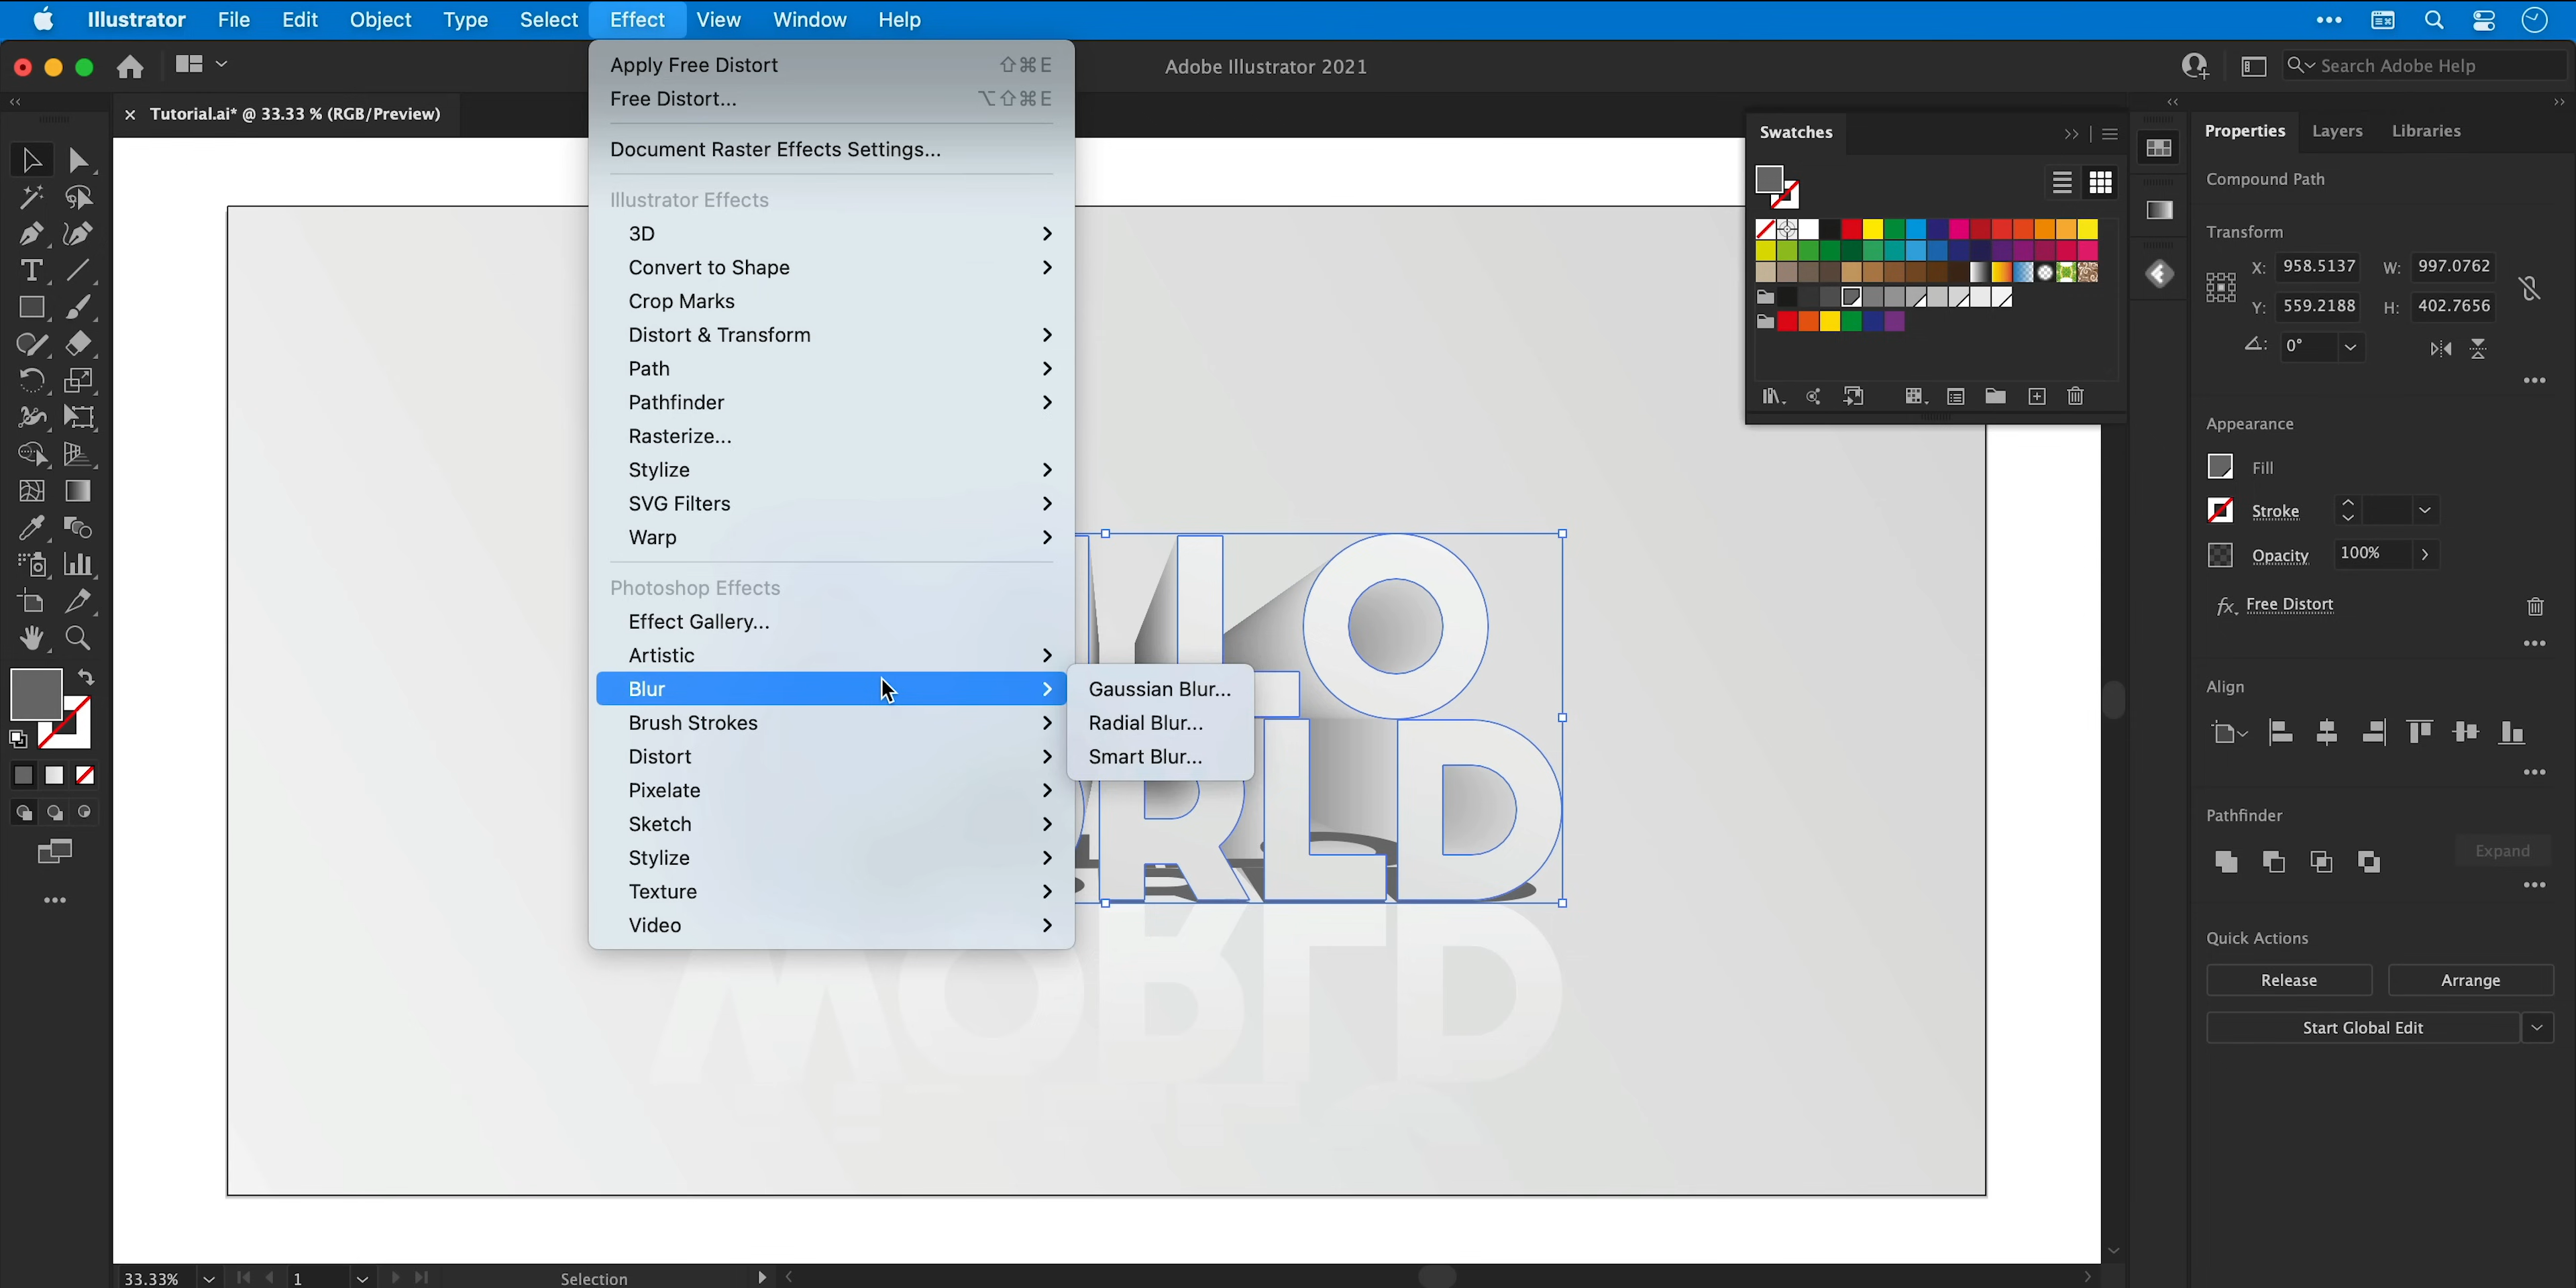 Illustrator File Edit Object Type Select Effect View Window Help
Adobe Illustrator 2021
Search Adobe Help
Tutorial.ai* @ 33.33 % (RGB/Preview)
Apply Free Distort ⇧⌘E
Free Distort... ⌥⇧⌘E
Document Raster Effects Settings...
Illustrator Effects
3D
Convert to Shape
Crop Marks
Distort & Transform
Path
Pathfinder
Rasterize...
Stylize
SVG Filters
Warp
Photoshop Effects
Effect Gallery...
Artistic
Blur
Brush Strokes
Distort
Pixelate
Sketch
Stylize
Texture
Video
Gaussian Blur...
Radial Blur...
Smart Blur...
LO
RLD
WORLD
Swatches
Properties Layers Libraries
Compound Path
Transform
X: 958.5137 W: 997.0762
Y: 559.2188 H: 402.7656
0°
Appearance
Fill
Stroke
Opacity 100%
fx Free Distort
Align
Pathfinder
Expand
Quick Actions
Release Arrange
Start Global Edit
33.33% 1 Selection